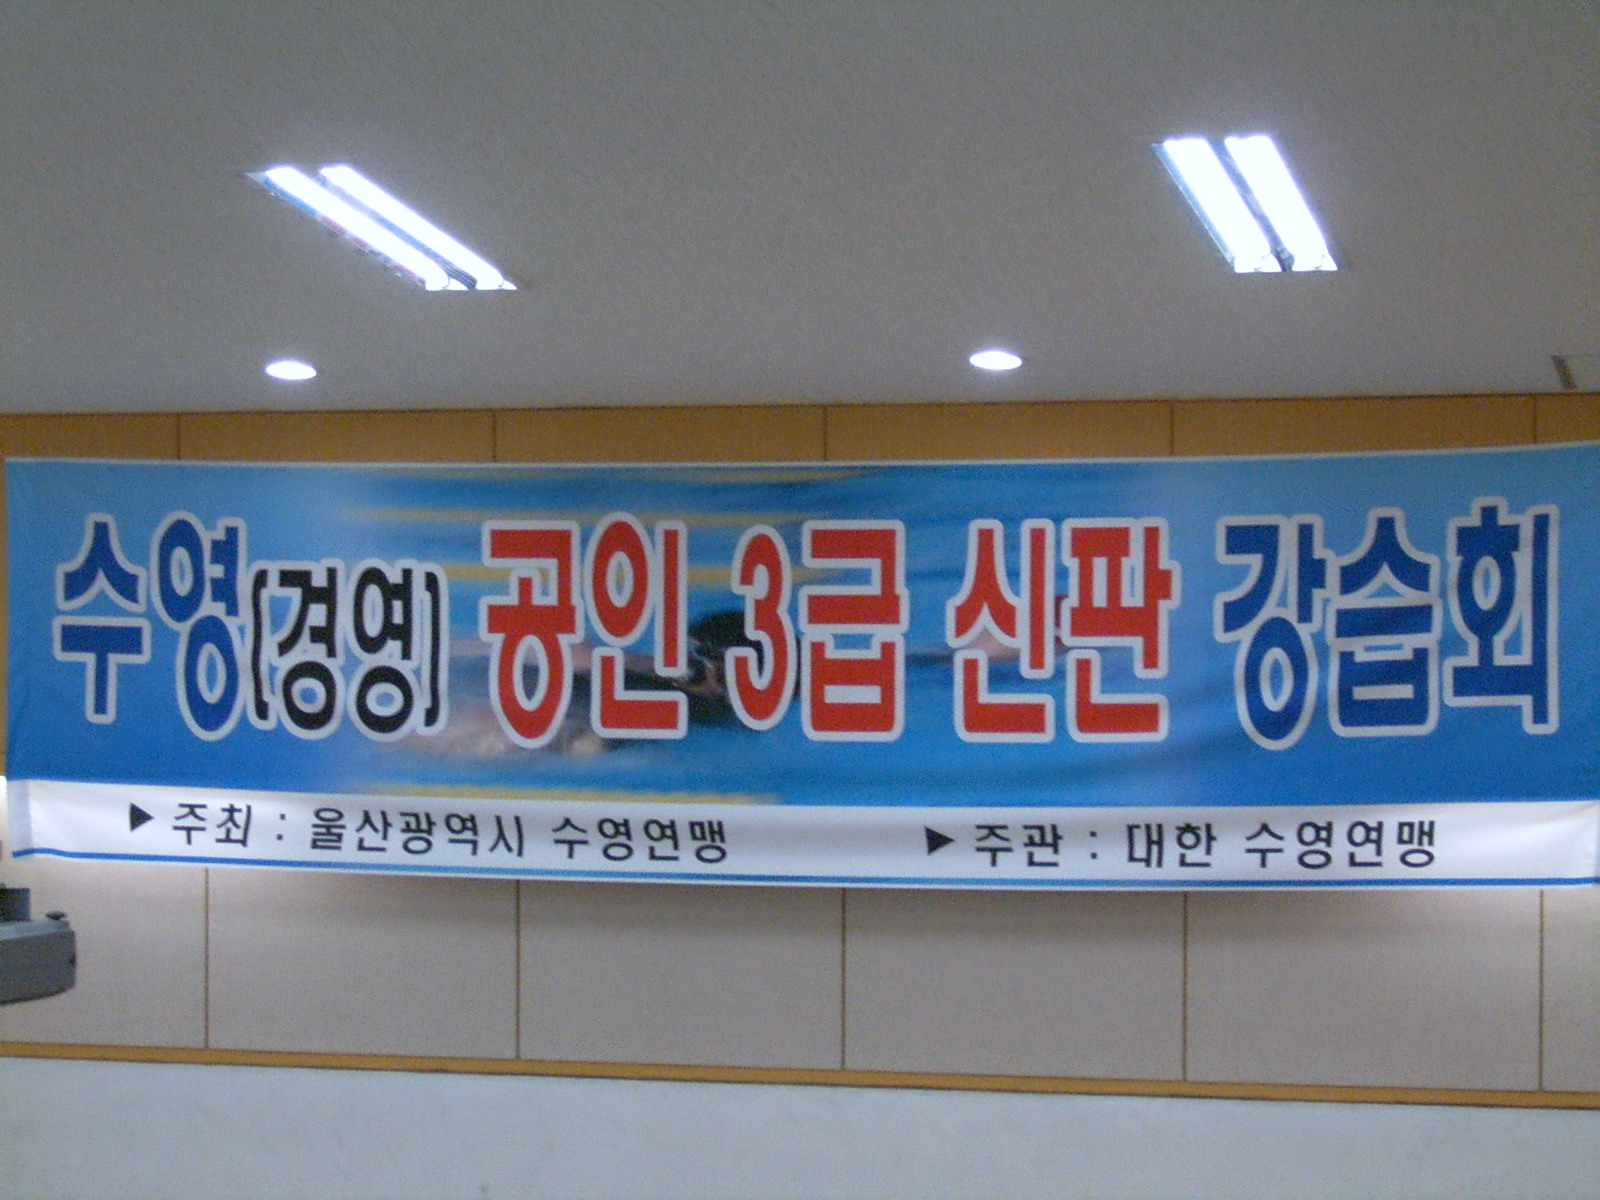 수영[경영] 공인 3급 신판 강습회
▶ 주최 : 울산광역시 수영연맹 ▶ 주관 : 대한 수영연맹